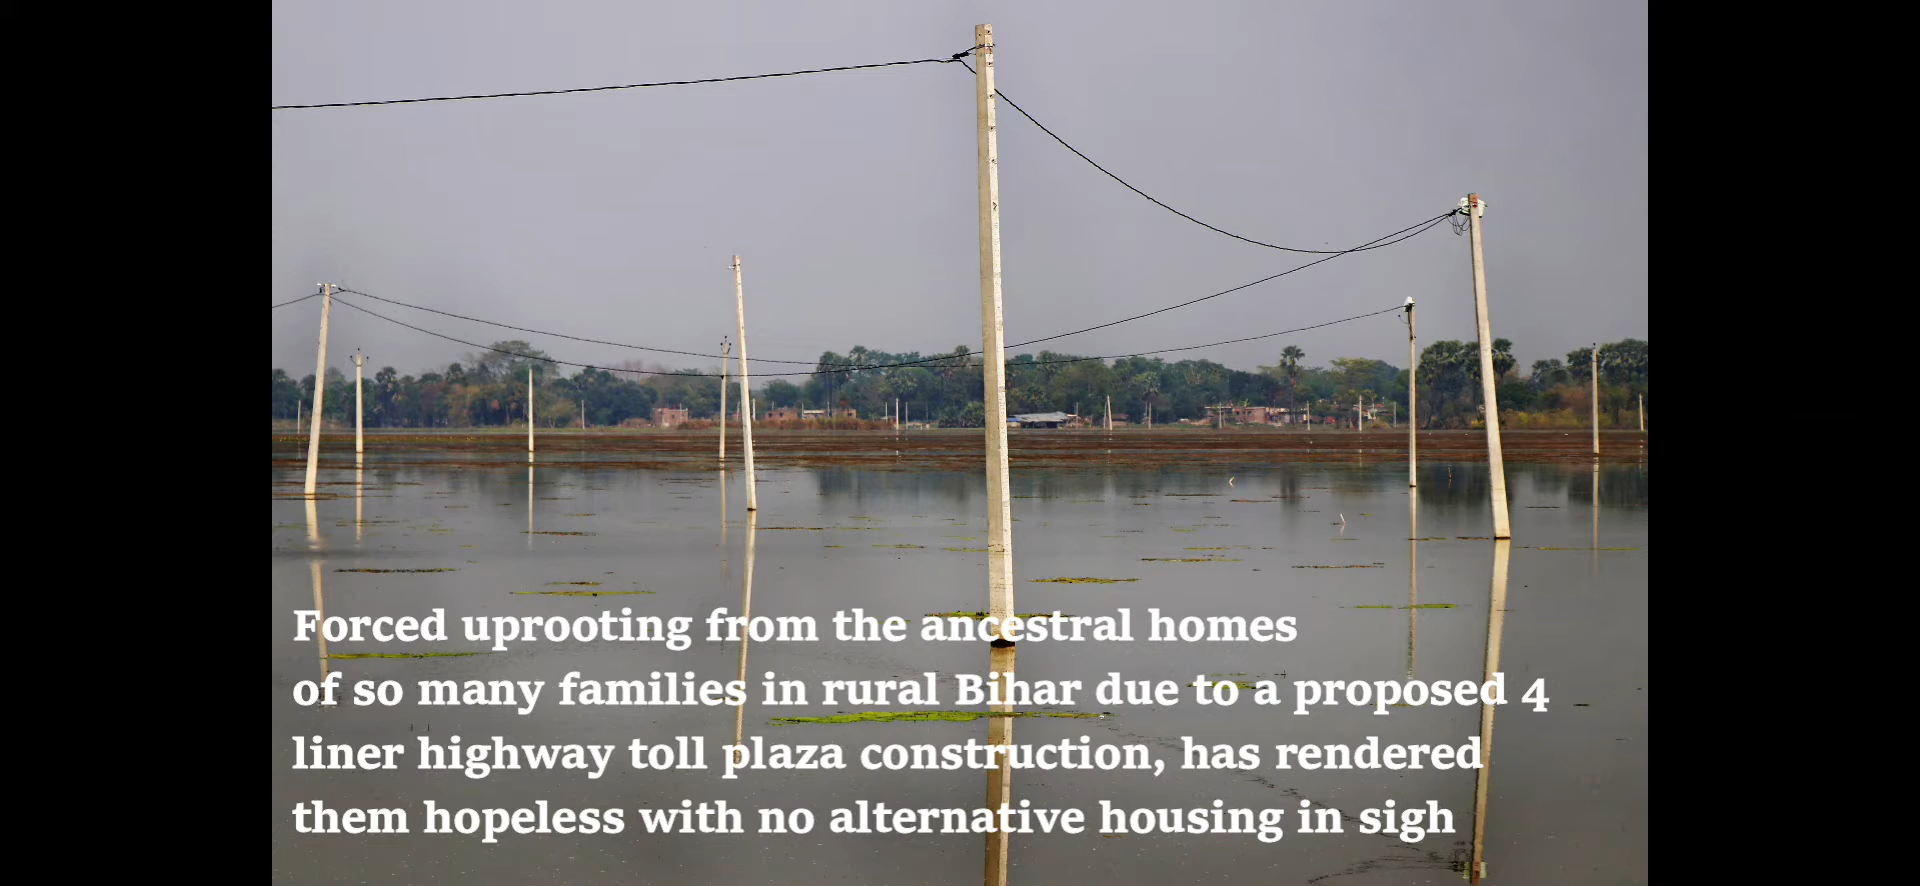 Forced uprooting from the ancestral homes
of so many families in rural Bihar due to a proposed 4
liner highway toll plaza construction, has rendered
them hopeless with no alternative housing in sigh